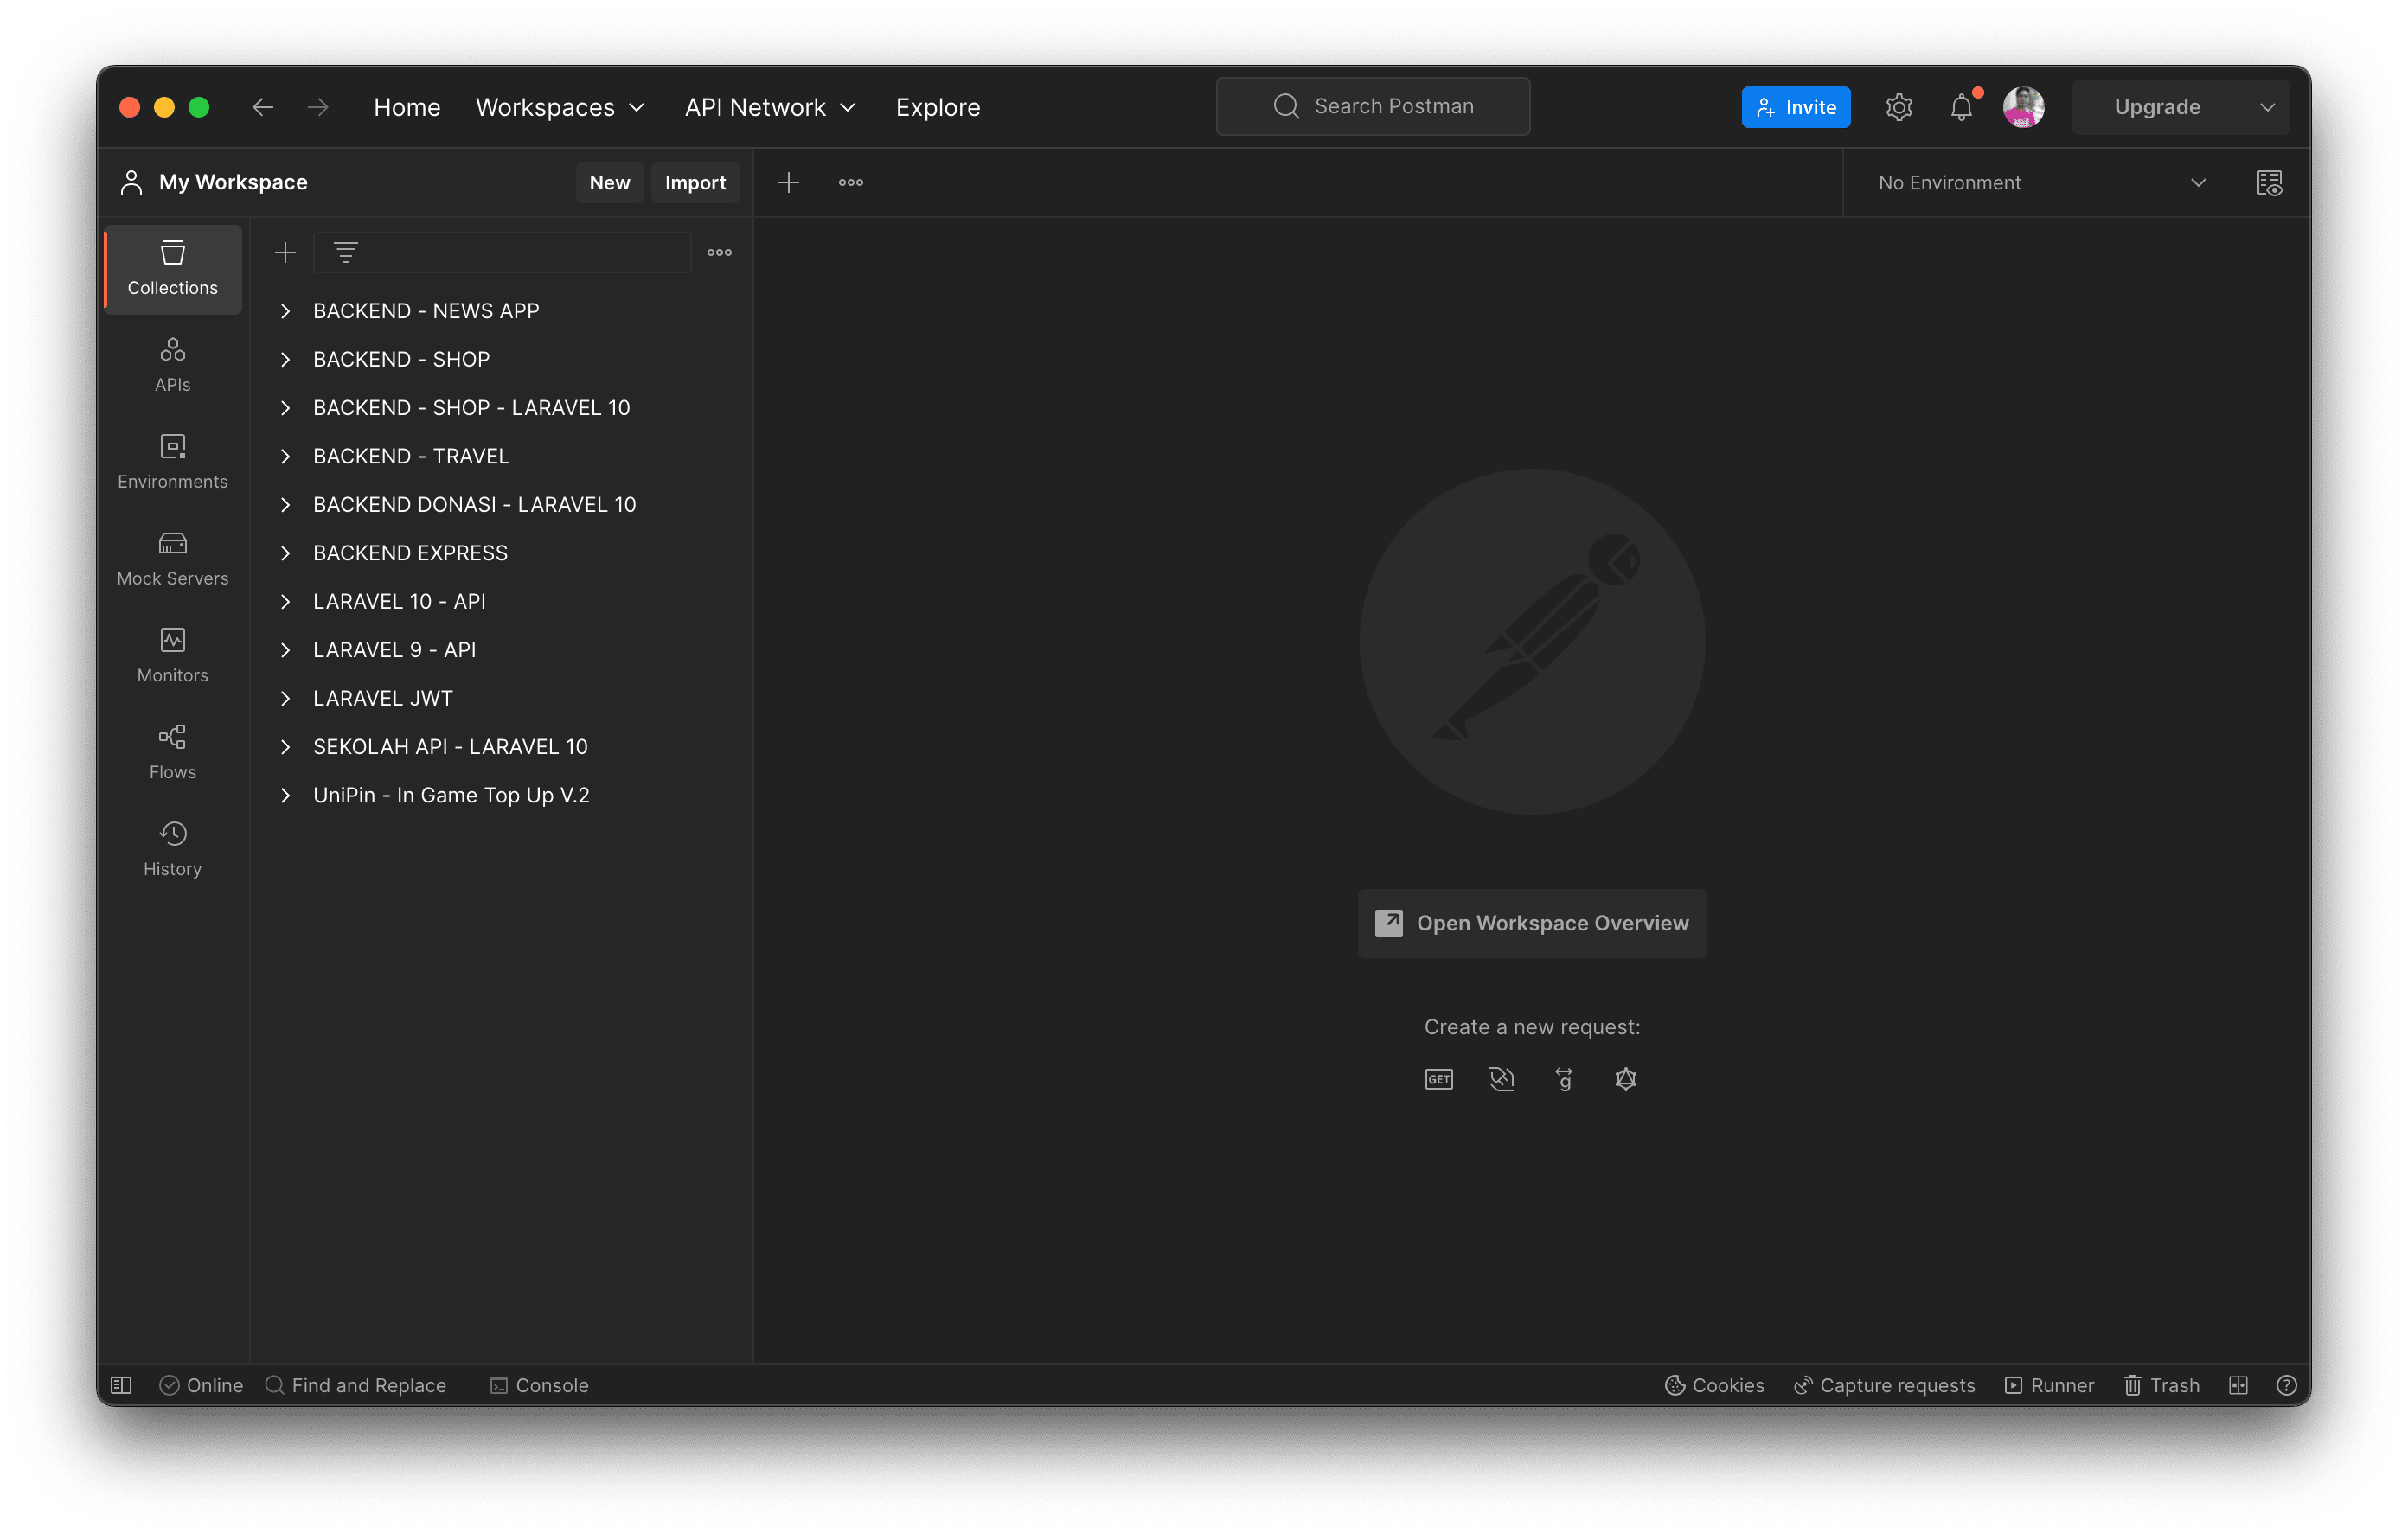 Home Workspaces API Network Explore Search Postman Invite Upgrade
My Workspace New Import No Environment
Collections
APIs
Environments
Mock Servers
Monitors
Flows
History
BACKEND - NEWS APP
BACKEND - SHOP
BACKEND - SHOP - LARAVEL 10
BACKEND - TRAVEL
BACKEND DONASI - LARAVEL 10
BACKEND EXPRESS
LARAVEL 10 - API
LARAVEL 9 - API
LARAVEL JWT
SEKOLAH API - LARAVEL 10
UniPin - In Game Top Up V.2
Open Workspace Overview
Create a new request:
GET
Online Find and Replace Console Cookies Capture requests Runner Trash